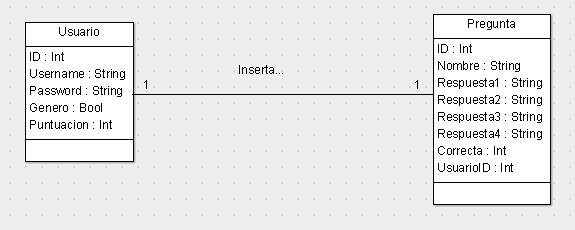 Usuario
ID : Int
Username : String
Password : String
Genero : Bool
Puntuacion : Int
1
Inserta...
1
Pregunta
ID : Int
Nombre : String
Respuesta1 : String
Respuesta2 : String
Respuesta3 : String
Respuesta4 : String
Correcta : Int
UsuarioID : Int